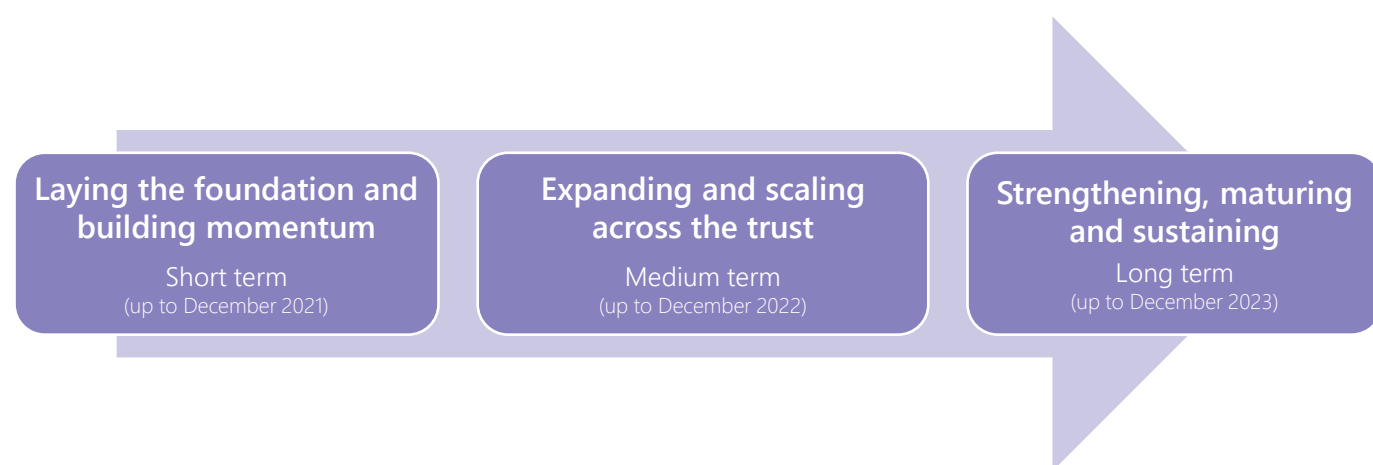 Laying the foundation and
building momentum
Short term
(up to December 2021)
Expanding and scaling
across the trust
Medium term
(up to December 2022)
Strengthening, maturing
and sustaining
Long term
(up to December 2023)